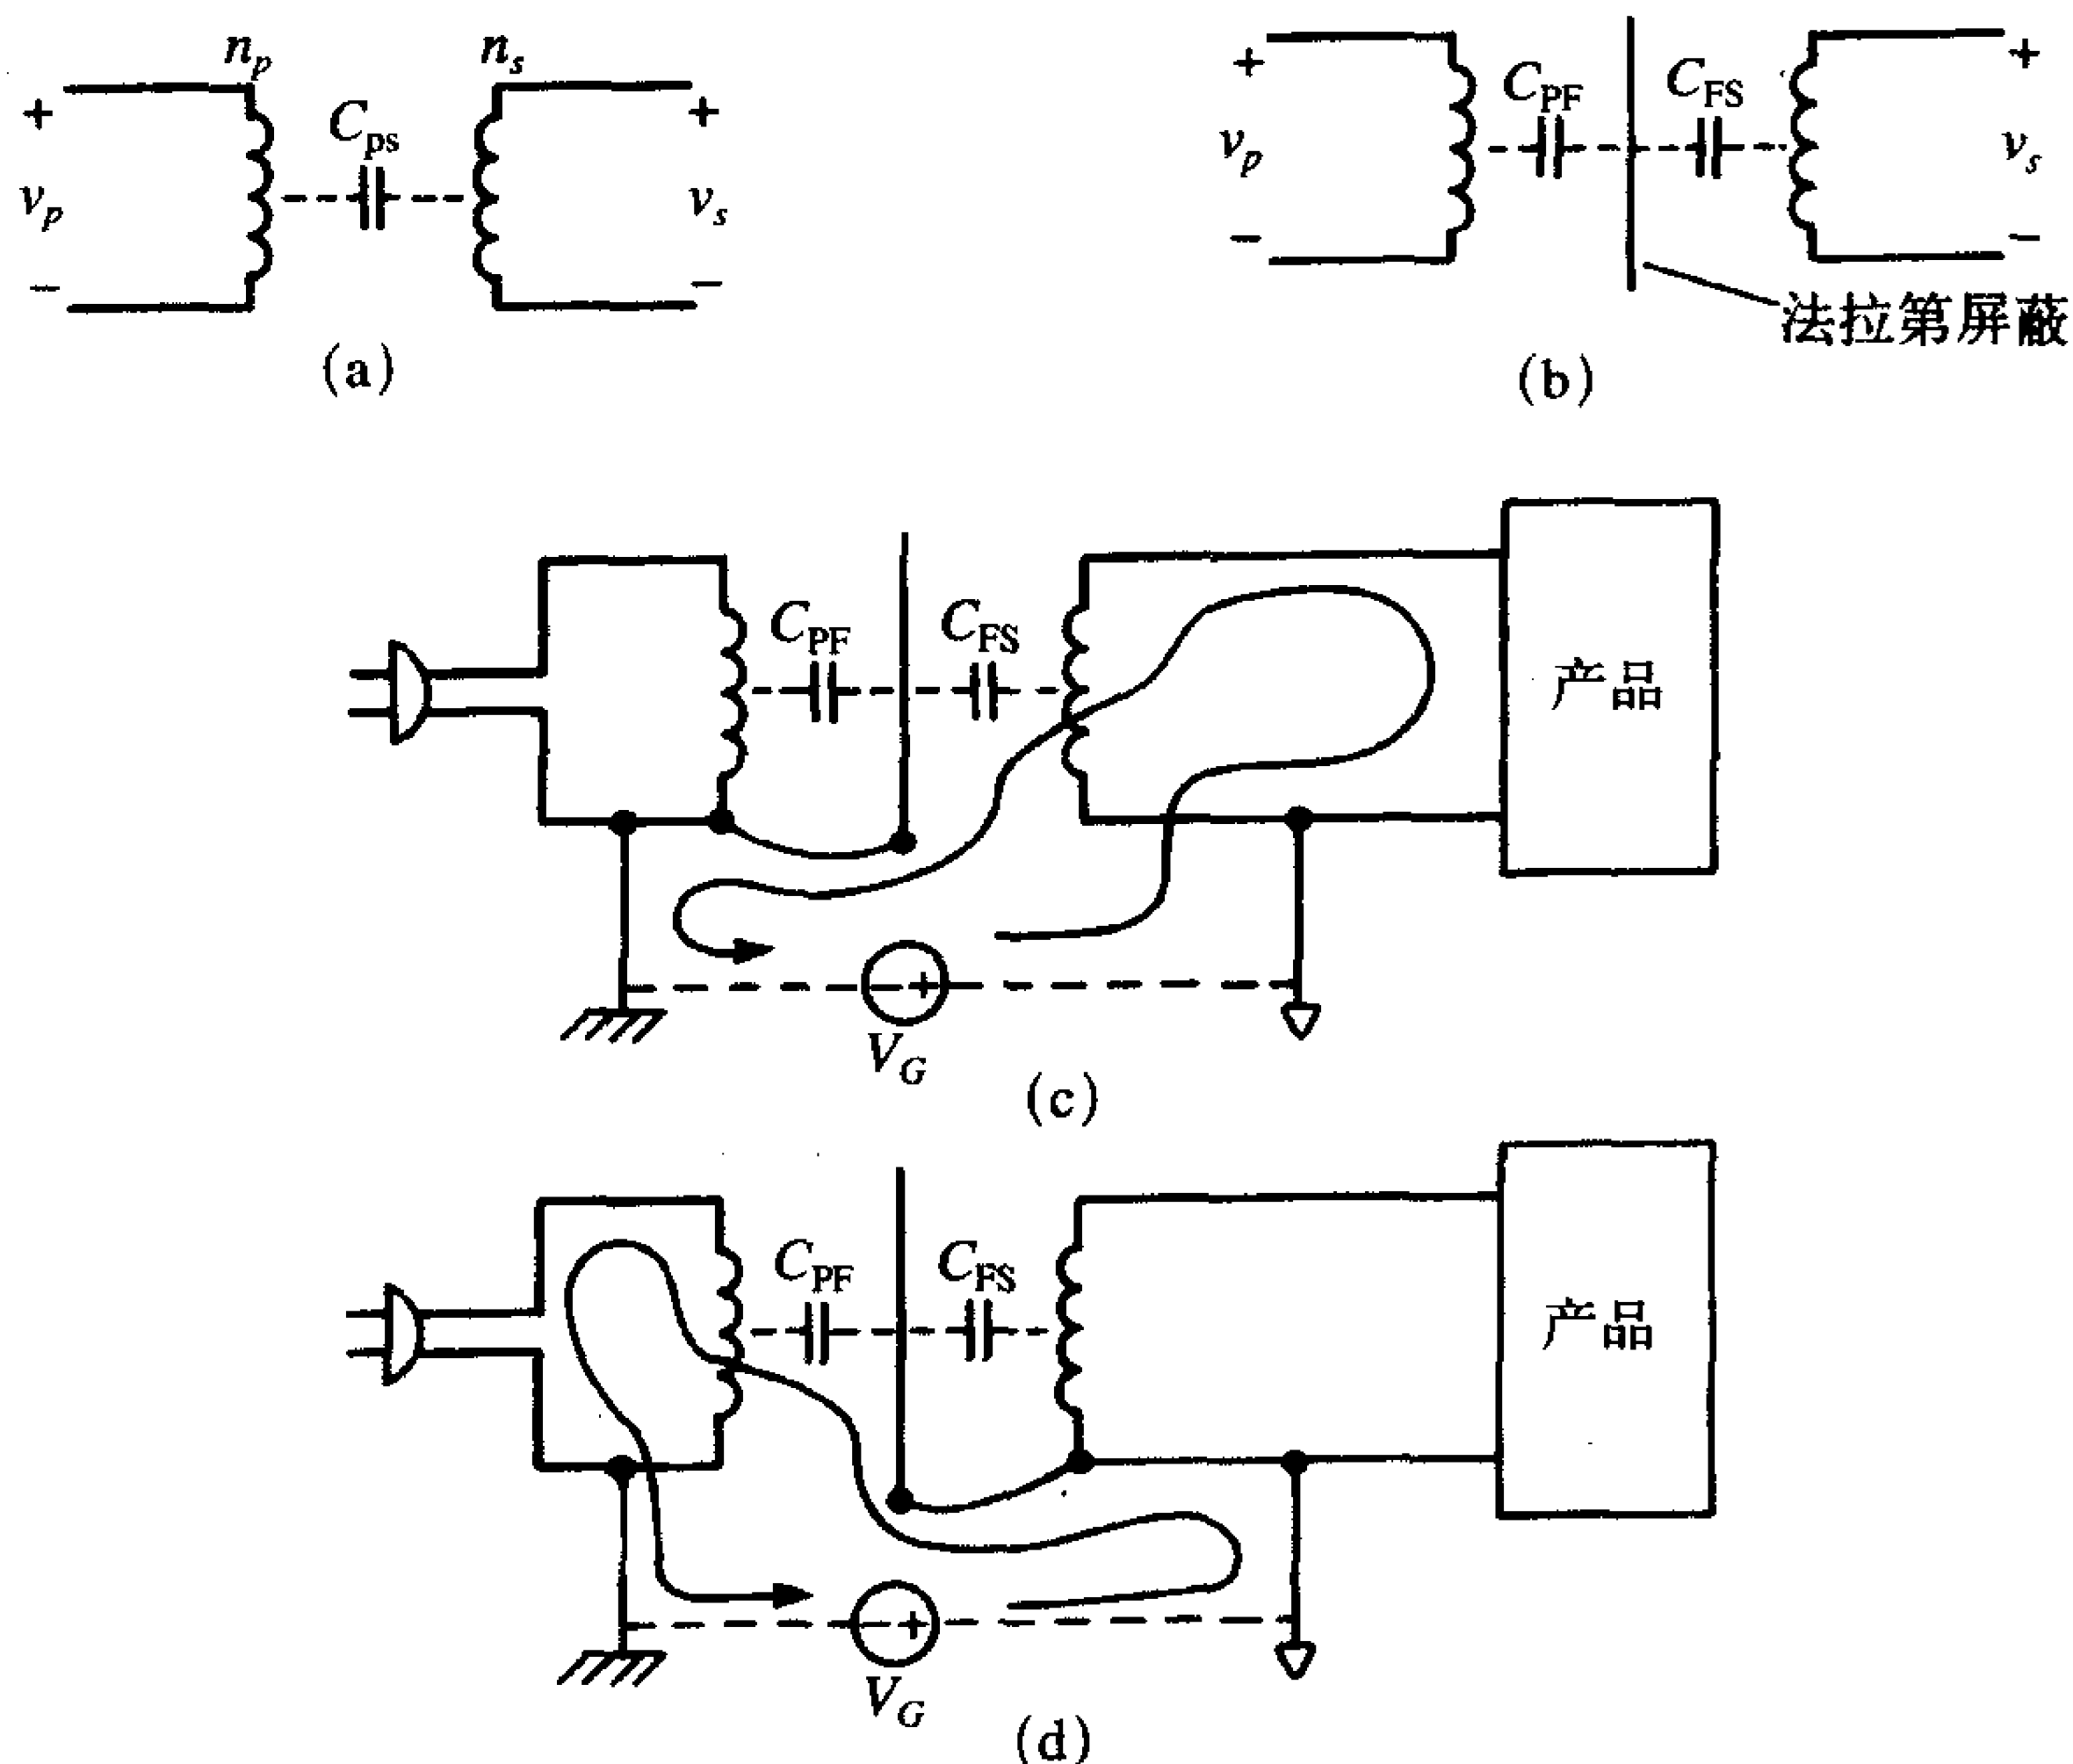 n_p n_s
+ C_ps +
v_p v_s
− −
(a)
+ C_PF C_FS +
v_p v_s
− −
法拉第屏蔽
(b)
C_PF C_FS
产品
+
V_G
(c)
C_PF C_FS
产品
+
V_G
(d)